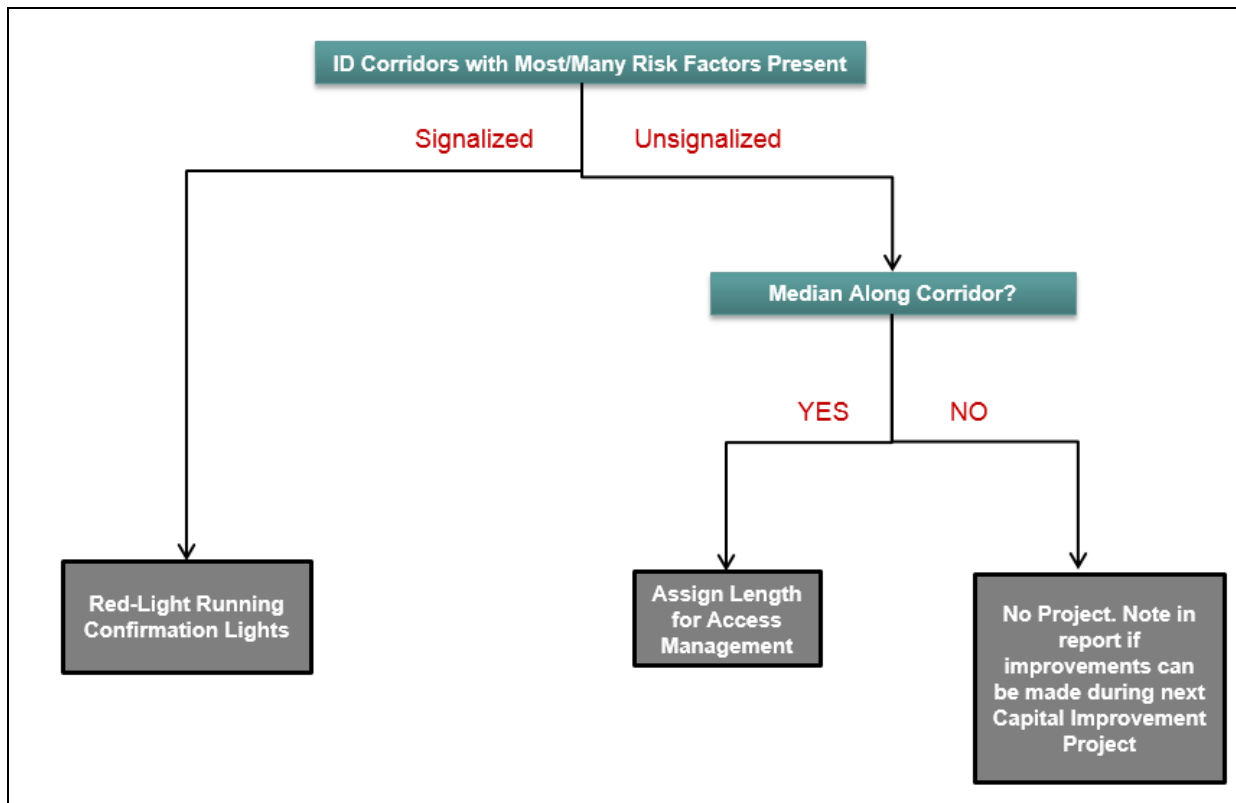 ID Corridors with Most/Many Risk Factors Present
Signalized
Unsignalized
Median Along Corridor?
YES
NO
Red-Light Running
Confirmation Lights
Assign Length
for Access
Management
No Project. Note in
report if
improvements can
be made during next
Capital Improvement
Project